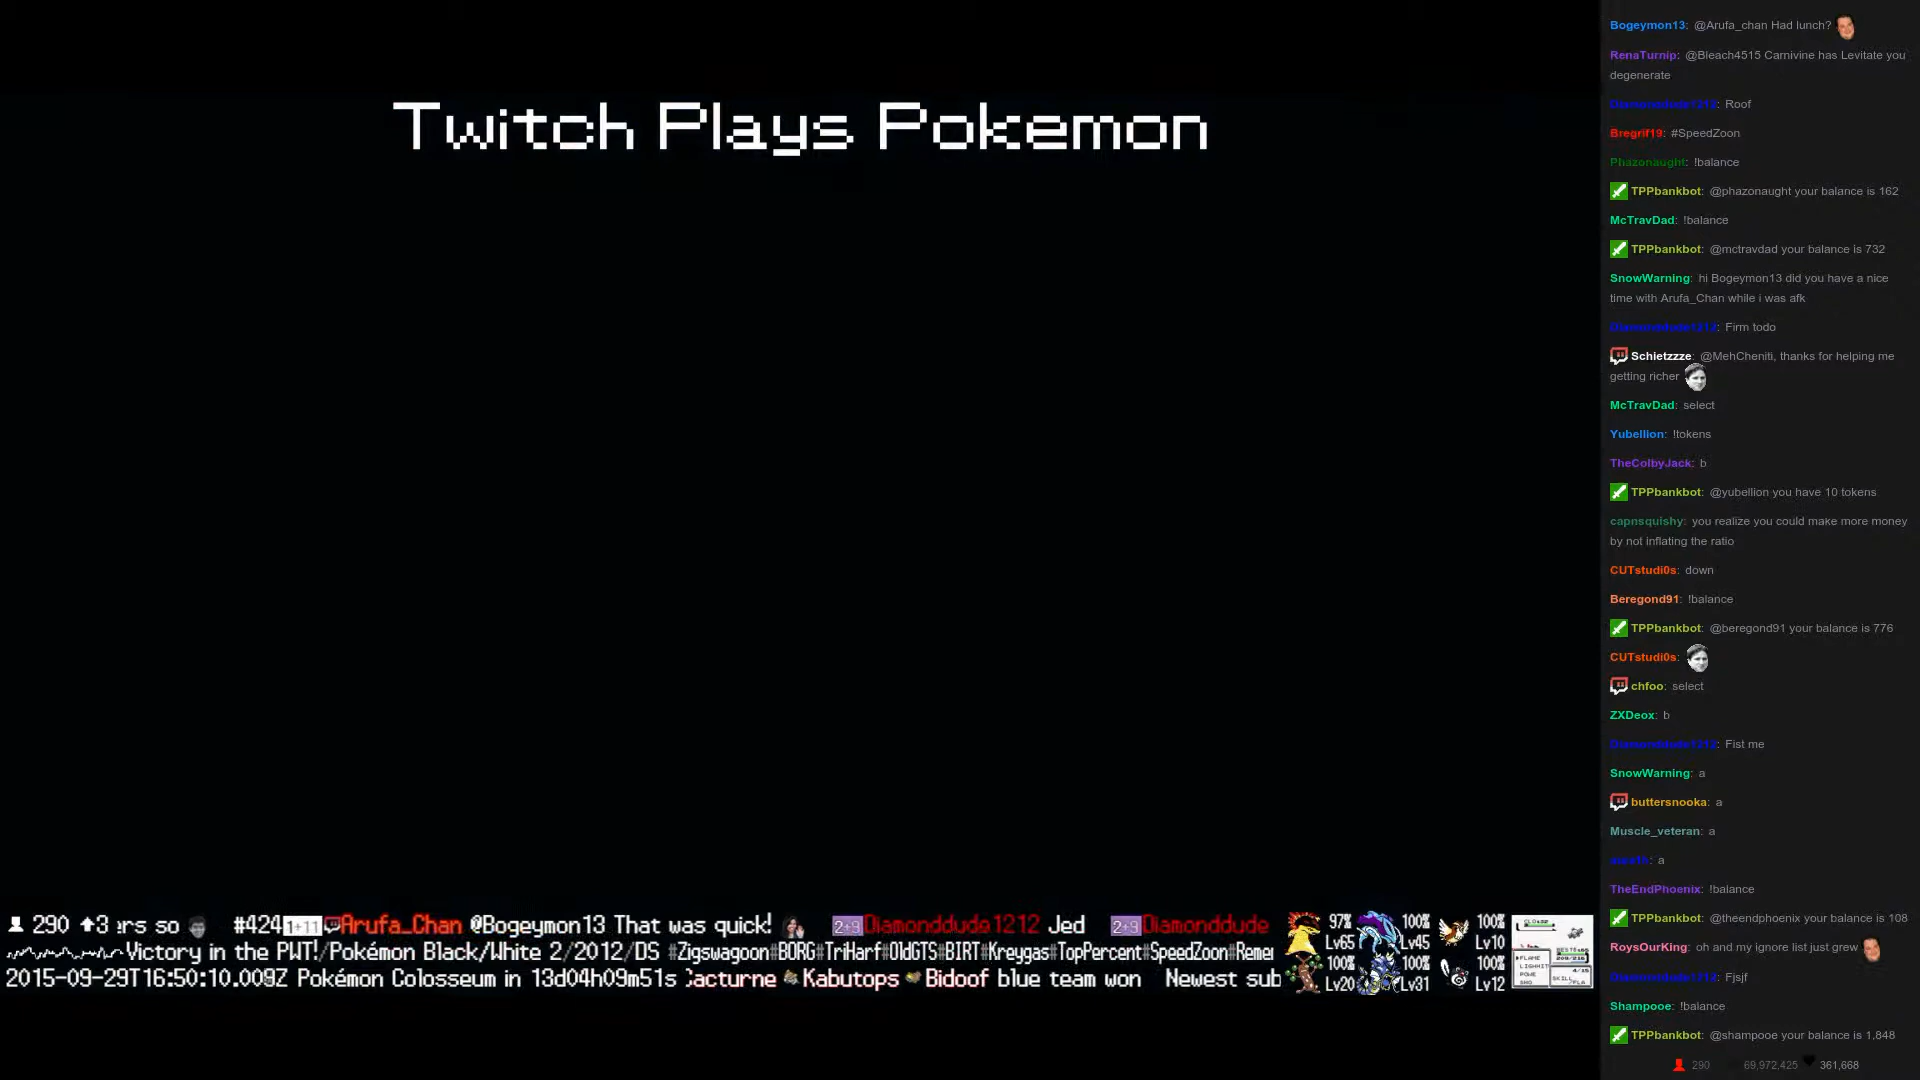 Twitch Plays Pokemon
290 3 ers so #424 1+11 Arufa_Chan @Bogeymon13 That was quick! 2+9 Diamonddude1212 Jed 2+9 Diamonddude
Victory in the PWT!/Pokémon Black/White 2/2012/DS #Zigswagoon#BORG#TriHarf#OldGTS#BIRT#Kreygas#TopPercent#SpeedZoon#Remer
2015-09-29T16:50:10.009Z Pokémon Colosseum in 13d04h09m51s Cacturne Kabutops Bidoof blue team won Newest sub
97% 100% 100%
Lv65 Lv45 Lv10
100% 100% 100%
Lv20 Lv31 Lv12
Bogeymon13: @Arufa_chan Had lunch?
RenaTurnip: @Bleach4515 Carnivine has Levitate you
degenerate
Diamonddude1212: Roof
Bregrif19: #SpeedZoon
Phazonaught: !balance
TPPbankbot: @phazonaught your balance is 162
McTravDad: !balance
TPPbankbot: @mctravdad your balance is 732
SnowWarning: hi Bogeymon13 did you have a nice
time with Arufa_Chan while i was afk
Diamonddude1212: Firm todo
Schietzzze: @MehCheniti, thanks for helping me
getting richer
McTravDad: select
Yubellion: !tokens
TheColbyJack: b
TPPbankbot: @yubellion you have 10 tokens
capnsquishy: you realize you could make more money
by not inflating the ratio
CUTstudi0s: down
Beregond91: !balance
TPPbankbot: @beregond91 your balance is 776
CUTstudi0s:
chfoo: select
ZXDeox: b
Diamonddude1212: Fist me
SnowWarning: a
buttersnooka: a
Muscle_veteran: a
: a
TheEndPhoenix: !balance
TPPbankbot: @theendphoenix your balance is 108
RoysOurKing: oh and my ignore list just grew
Diamonddude1212: Fjsjf
Shampooe: !balance
TPPbankbot: @shampooe your balance is 1,848
290 69,972,425 361,668